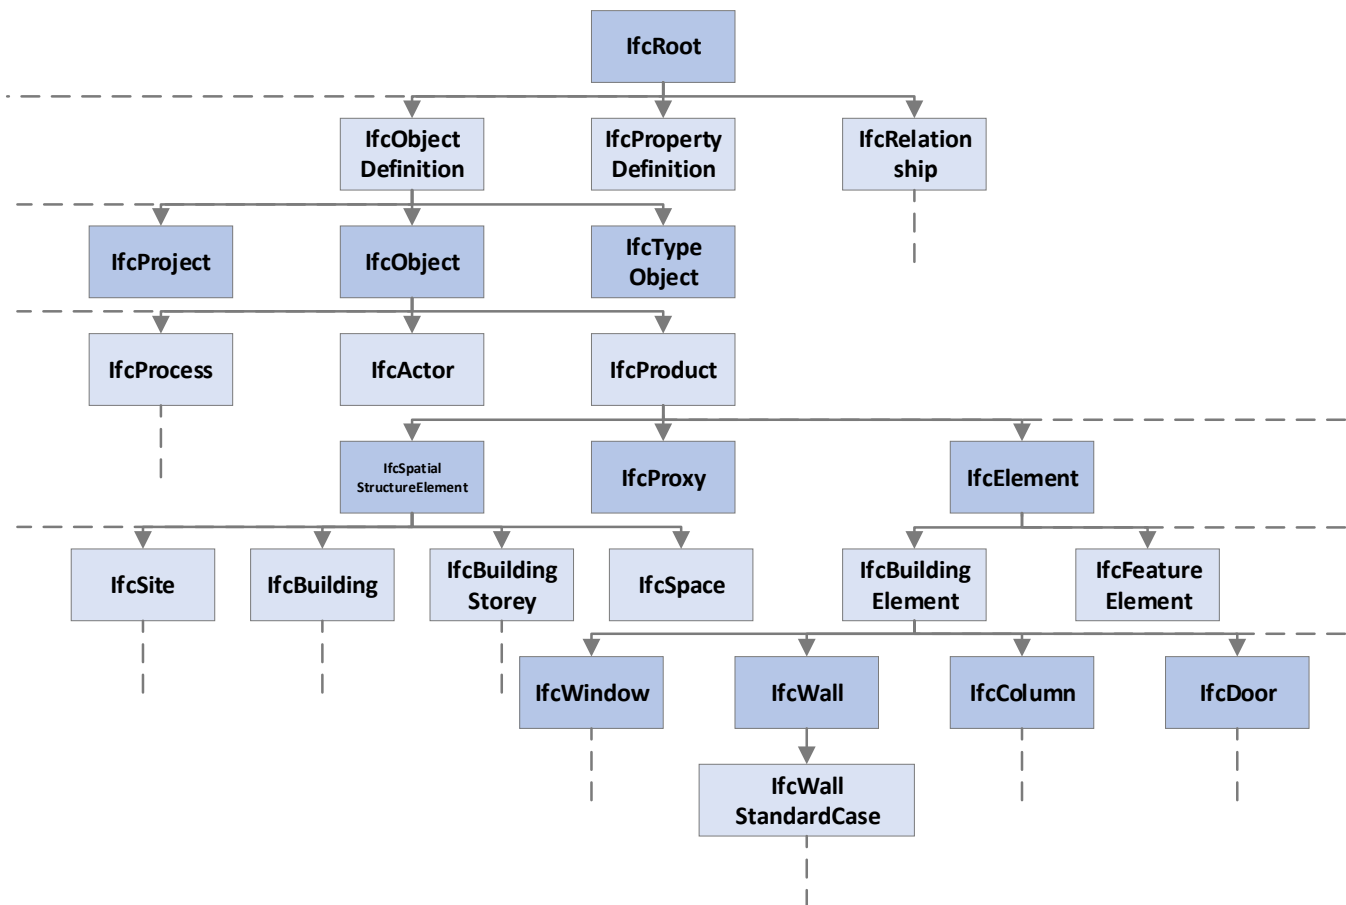 IfcRoot
IfcObject
Definition
IfcProperty
Definition
IfcRelation
ship
IfcProject
IfcObject
IfcType
Object
IfcProcess
IfcActor
IfcProduct
IfcSpatial
StructureElement
IfcProxy
IfcElement
IfcSite
IfcBuilding
IfcBuilding
Storey
IfcSpace
IfcBuilding
Element
IfcFeature
Element
IfcWindow
IfcWall
IfcColumn
IfcDoor
IfcWall
StandardCase